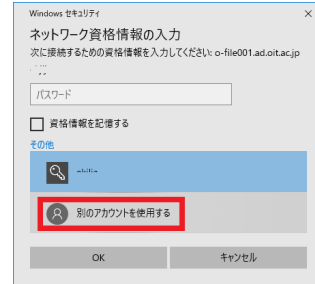 Windows セキュリティ
ネットワーク資格情報の入力
次に接続するための資格情報を入力してください: o-file001.ad.oit.ac.jp
パスワード
資格情報を記憶する
その他
別のアカウントを使用する
OK
キャンセル